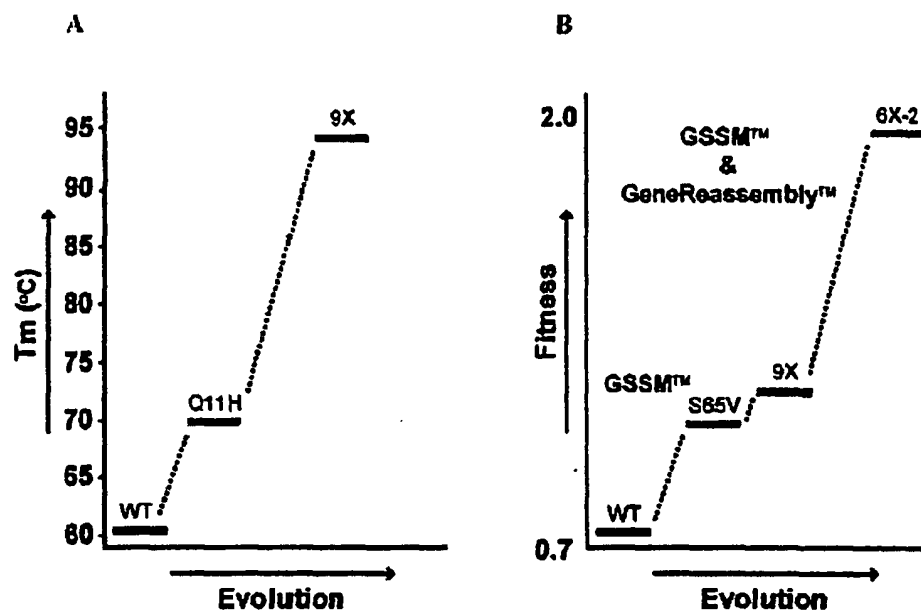 A
95
90
85
80
75
70
65
60
Tm (°C)
9X
Q11H
WT
Evolution
B
2.0
0.7
Fitness
6X-2
GSSM™
&
GeneReassembly™
GSSM™
S65V
9X
WT
Evolution